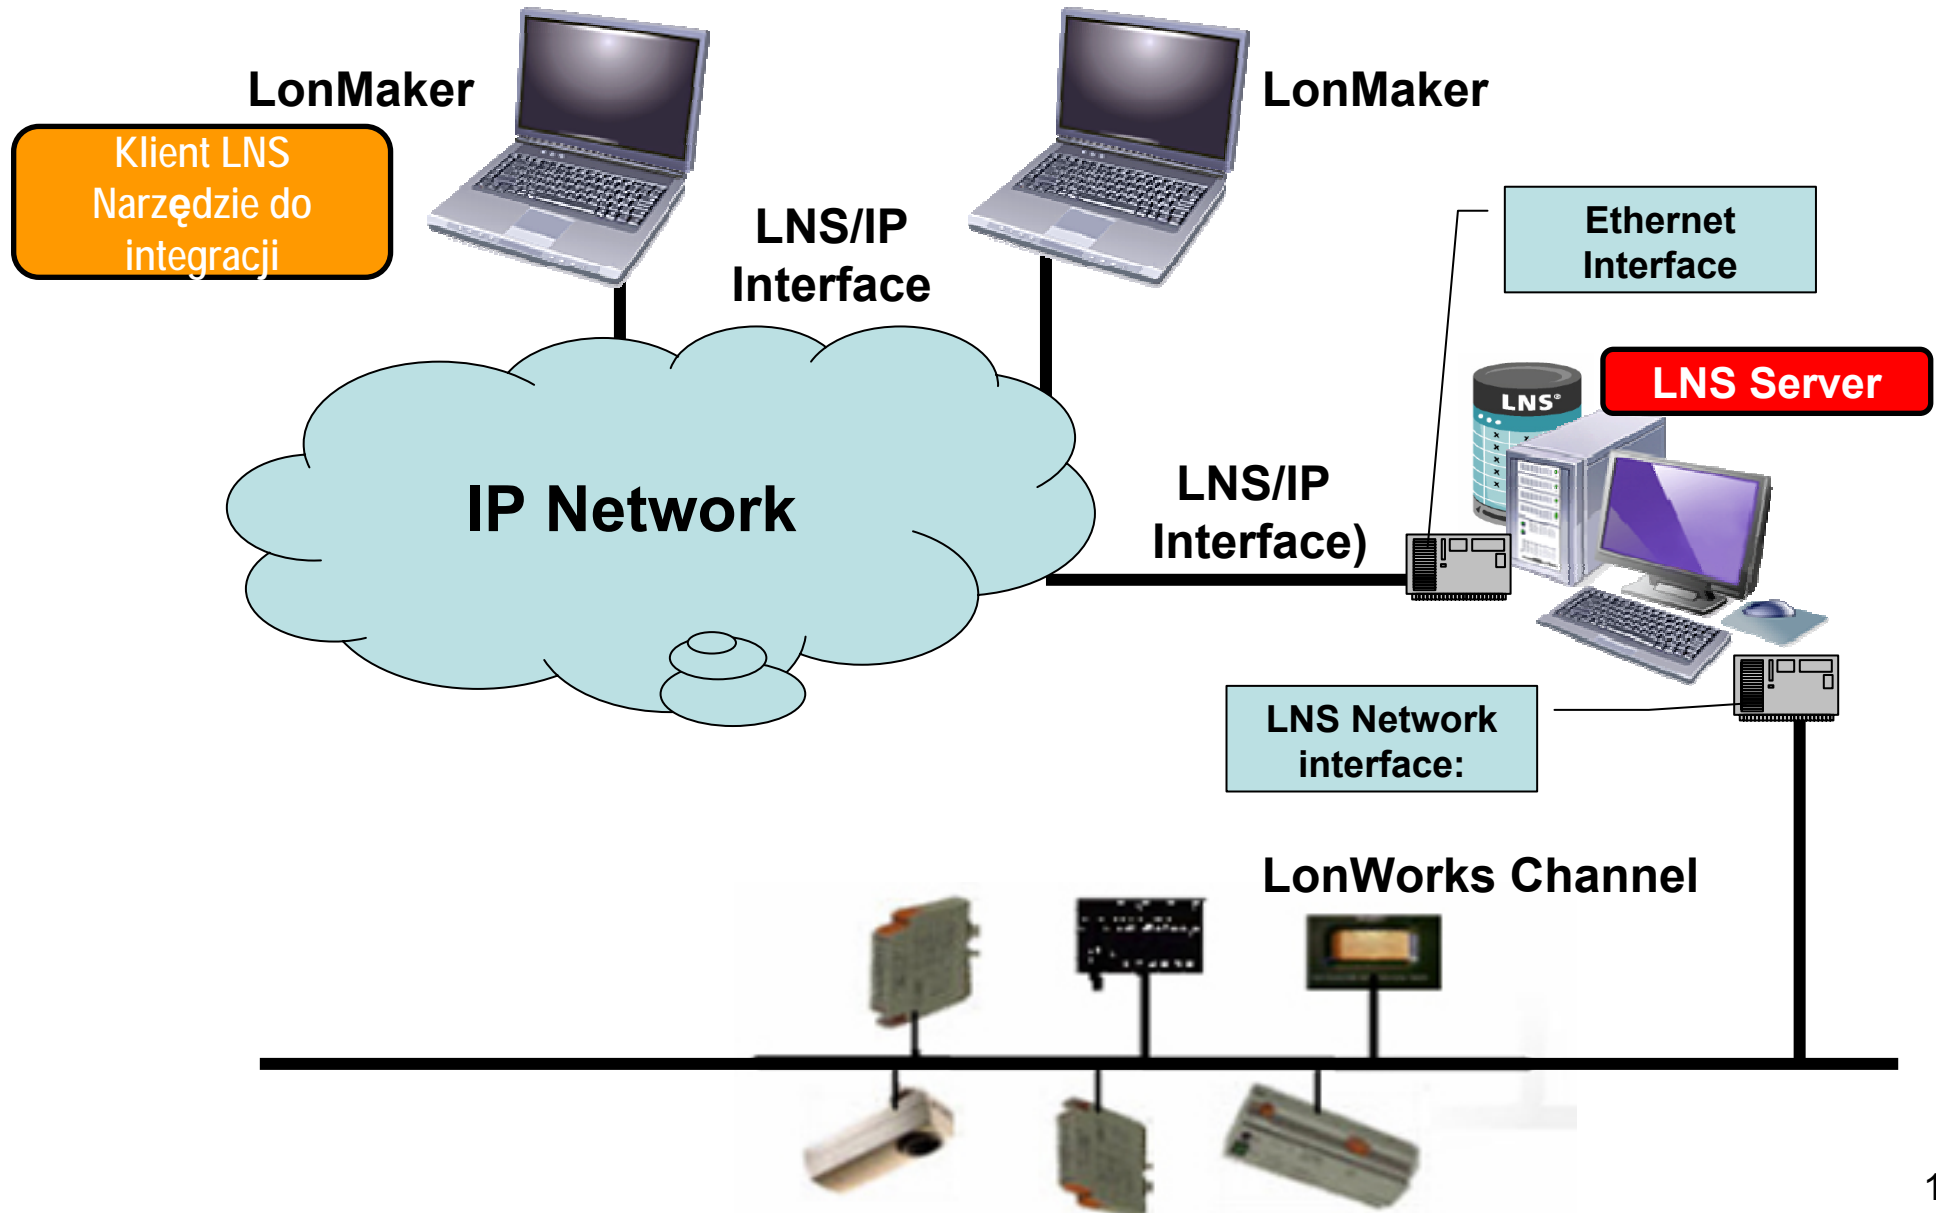 LonMaker
LonMaker
Klient LNS
Narzędzie do
integracji
LNS/IP
Interface
Ethernet
Interface
LNS Server
LNS®
IP Network
LNS/IP
Interface)
LNS Network
interface:
LonWorks Channel
1